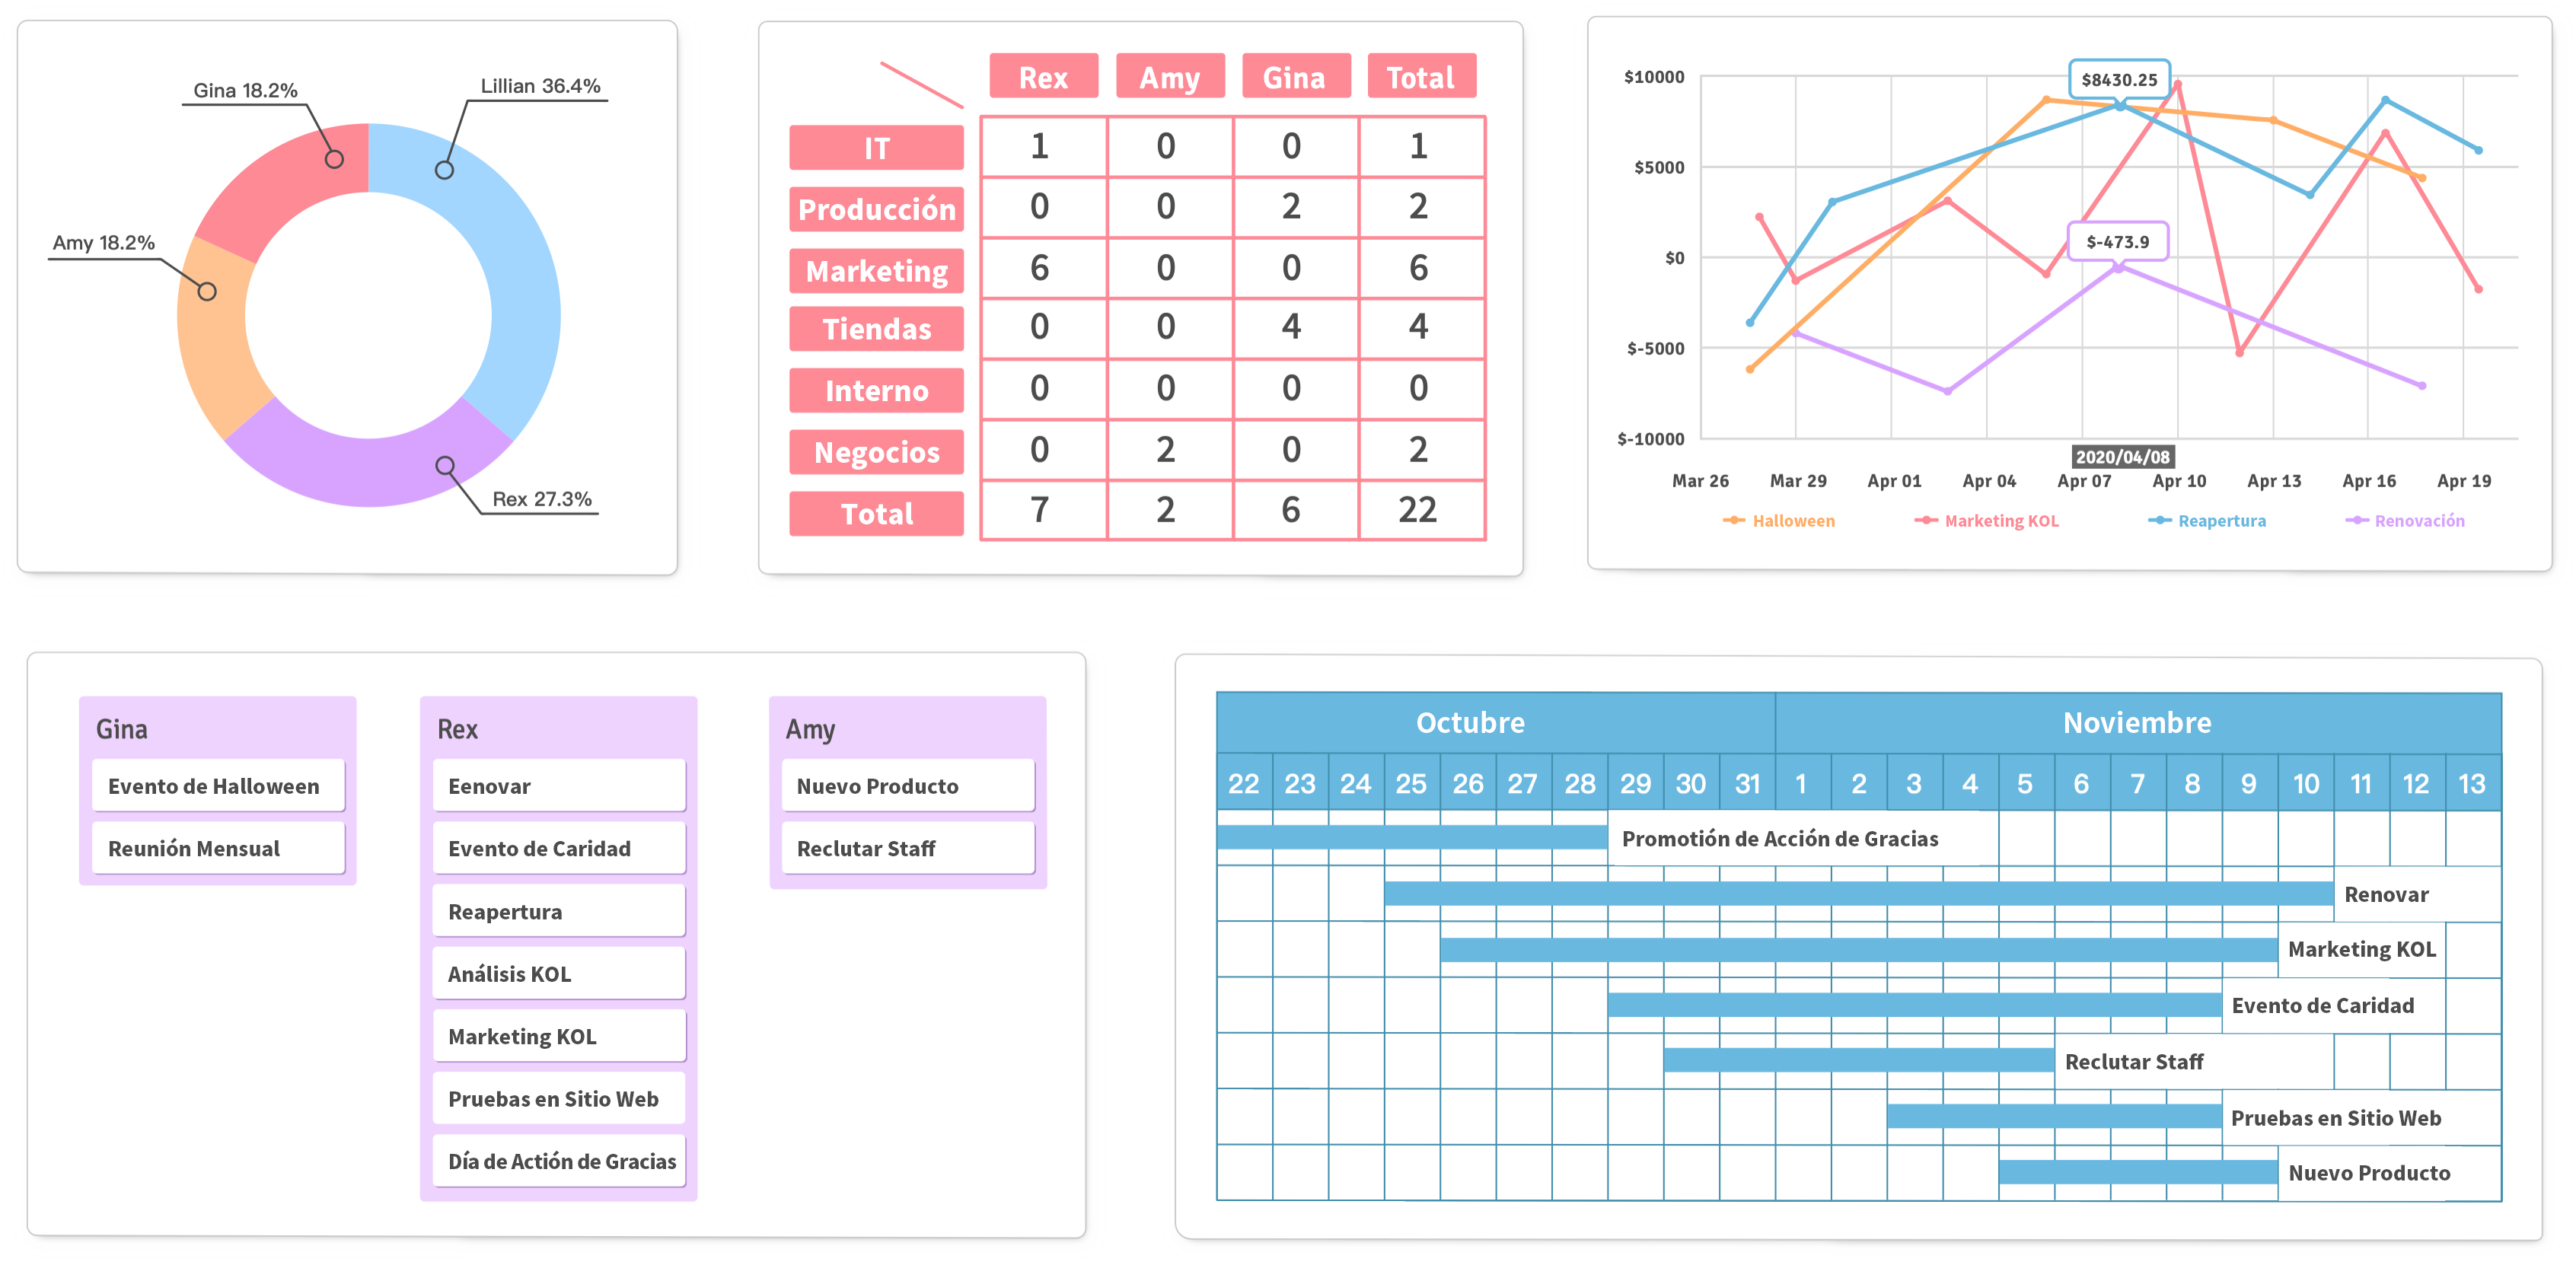 Gina 18.2%
Lillian 36.4%
Amy 18.2%
Rex 27.3%
Rex Amy Gina Total
IT 1 0 0 1
Producción 0 0 2 2
Marketing 6 0 0 6
Tiendas 0 0 4 4
Interno 0 0 0 0
Negocios 0 2 0 2
Total 7 2 6 22
$10000
$8430.25
$5000
$0
$-473.9
$-5000
$-10000
2020/04/08
Mar 26 Mar 29 Apr 01 Apr 04 Apr 07 Apr 10 Apr 13 Apr 16 Apr 19
Halloween Marketing KOL Reapertura Renovación
Gina
Evento de Halloween
Reunión Mensual
Rex
Eenovar
Evento de Caridad
Reapertura
Análisis KOL
Marketing KOL
Pruebas en Sitio Web
Día de Actión de Gracias
Amy
Nuevo Producto
Reclutar Staff
Octubre Noviembre
22 23 24 25 26 27 28 29 30 31 1 2 3 4 5 6 7 8 9 10 11 12 13
Promotión de Acción de Gracias
Renovar
Marketing KOL
Evento de Caridad
Reclutar Staff
Pruebas en Sitio Web
Nuevo Producto